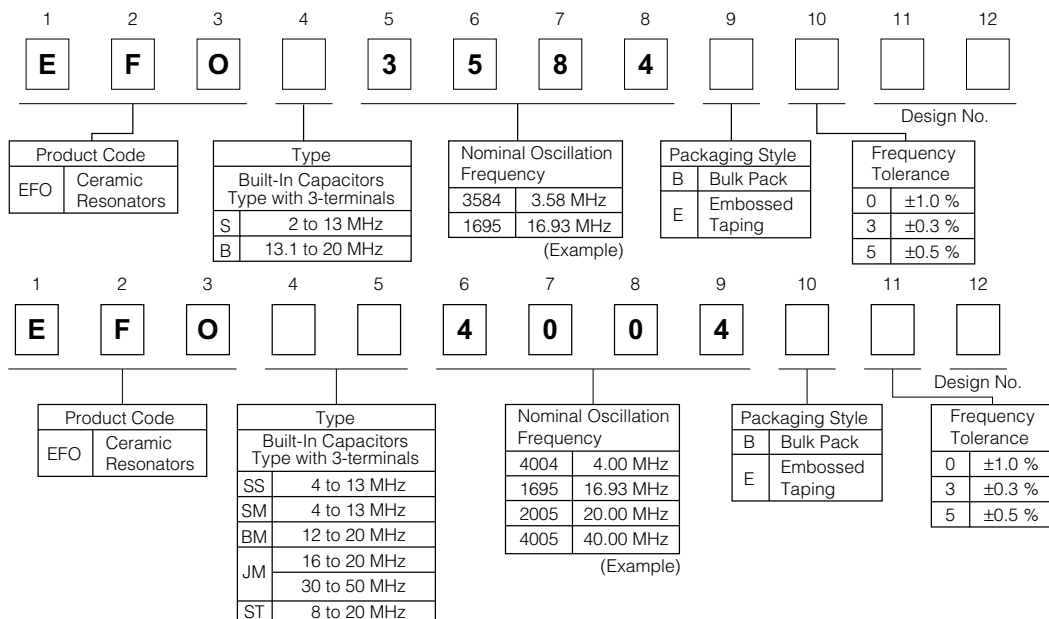 1 2 3 4 5 6 7 8 9 10 11 12
E F O 3 5 8 4
Design No.
Product Code
EFO Ceramic
Resonators
Type
Built-In Capacitors
Type with 3-terminals
S 2 to 13 MHz
B 13.1 to 20 MHz
Nominal Oscillation
Frequency
3584 3.58 MHz
1695 16.93 MHz
(Example)
Packaging Style
B Bulk Pack
E Embossed
Taping
Frequency
Tolerance
0 ±1.0 %
3 ±0.3 %
5 ±0.5 %
1 2 3 4 5 6 7 8 9 10 11 12
E F O 4 0 0 4
Design No.
Product Code
EFO Ceramic
Resonators
Type
Built-In Capacitors
Type with 3-terminals
SS 4 to 13 MHz
SM 4 to 13 MHz
BM 12 to 20 MHz
JM 16 to 20 MHz
30 to 50 MHz
ST 8 to 20 MHz
Nominal Oscillation
Frequency
4004 4.00 MHz
1695 16.93 MHz
2005 20.00 MHz
4005 40.00 MHz
(Example)
Packaging Style
B Bulk Pack
E Embossed
Taping
Frequency
Tolerance
0 ±1.0 %
3 ±0.3 %
5 ±0.5 %